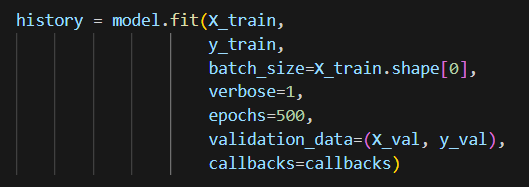 history = model.fit(X_train,
y_train,
batch_size=X_train.shape[0],
verbose=1,
epochs=500,
validation_data=(X_val, y_val),
callbacks=callbacks)